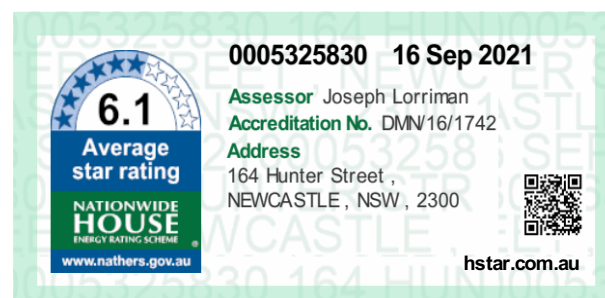 0005325830 16 Sep 2021
6.1
Average
star rating
NATIONWIDE
HOUSE
ENERGY RATING SCHEME
®
www.nathers.gov.au
Assessor Joseph Lorriman
Accreditation No. DMN/16/1742
Address
164 Hunter Street ,
NEWCASTLE , NSW , 2300
hstar.com.au